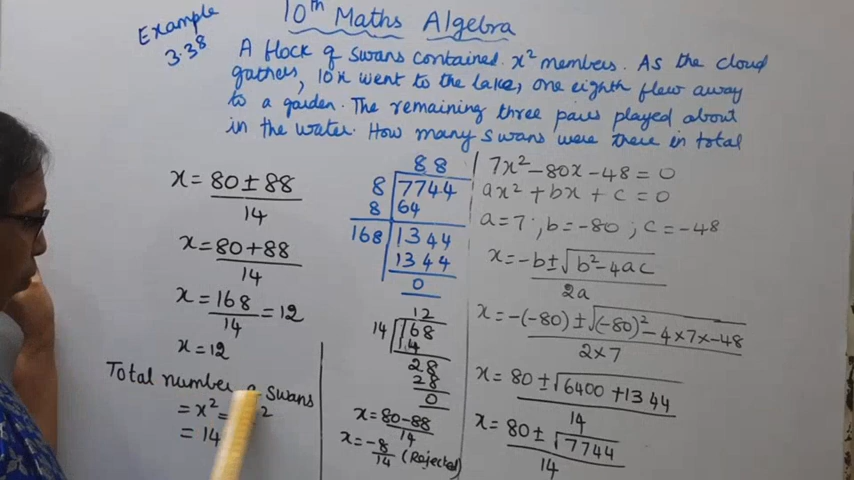 10th Maths Algebra
Example
3.38
A flock of swans contained x² members. As the cloud
gathers, 10x went to the lake, one eighth flew away
to a garden. The remaining three pairs played about
in the water. How many swans were there in total
x = 80 ± 88
14
x = 80 + 88
14
x = 168 = 12
14
x = 12
Total number of swans
= x² =
= 14
88
8 7744
8 64
168 1344
1344
0
12
14 168
14
28
28
0
x = 80 - 88
14
x = -8
14 (Rejected)
7x² - 80x - 48 = 0
ax² + bx + c = 0
a = 7 ; b = -80 ; c = -48
x = -b ± √b² - 4ac
2a
x = -(-80) ± √(-80)² - 4 × 7 × -48
2 × 7
x = 80 ± √6400 + 1344
14
x = 80 ± √7744
14